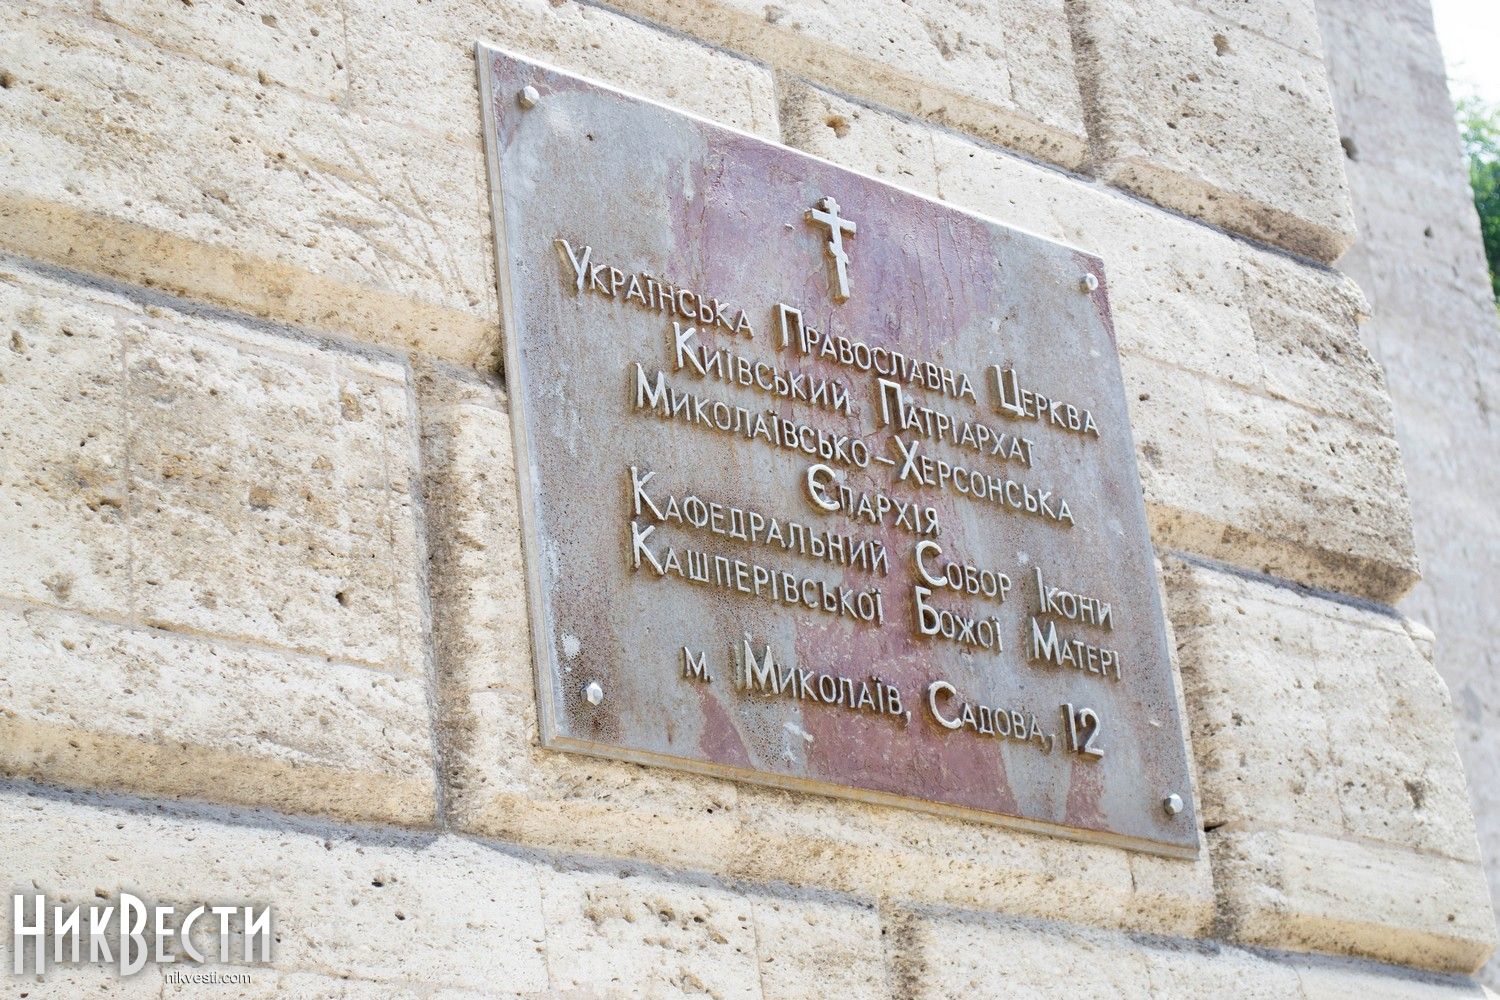 Українська Православна Церква
Київський Патріархат
Миколаївсько-Херсонська
Єпархія
Кафедральний Собор Ікони
Кашперівської Божої Матері
м. Миколаїв, Садова, 12
НикВести
nikvesti.com